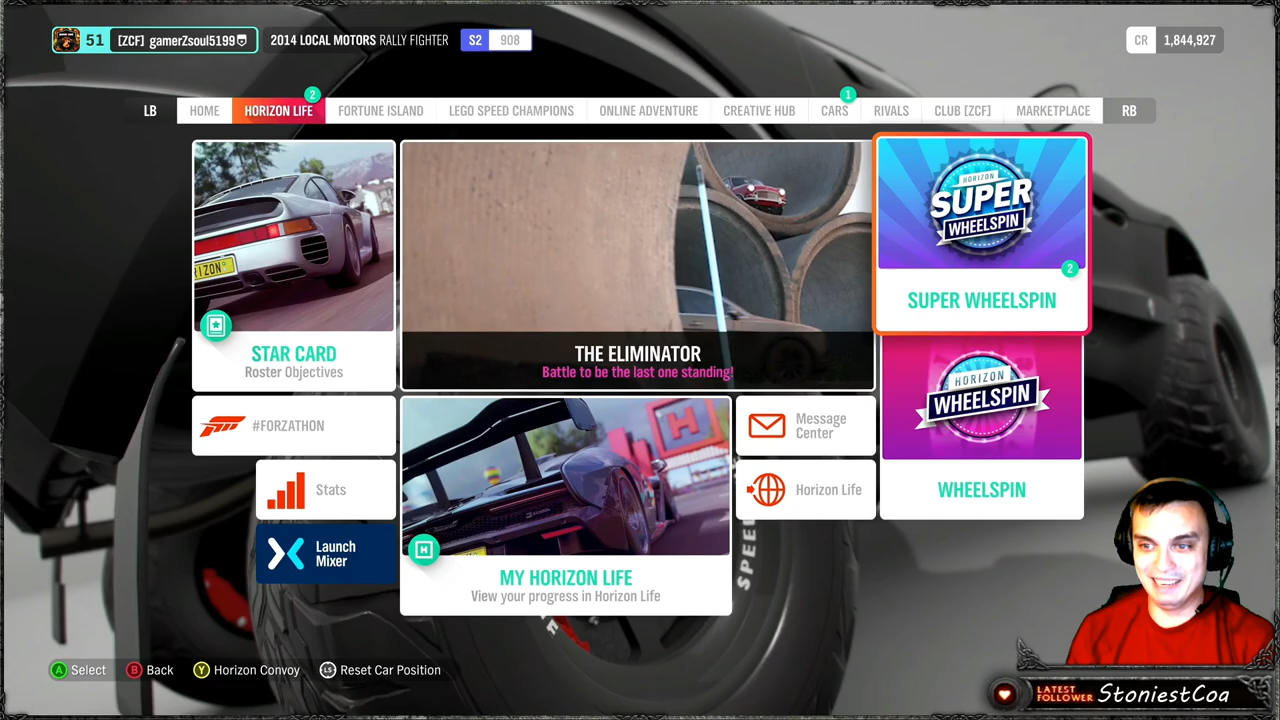 51 [ZCF] gamerZsoul5199
2014 LOCAL MOTORS RALLY FIGHTER
S2 908
CR 1,844,927
LB
HOME
HORIZON LIFE
2
FORTUNE ISLAND
LEGO SPEED CHAMPIONS
ONLINE ADVENTURE
CREATIVE HUB
CARS
1
RIVALS
CLUB [ZCF]
MARKETPLACE
RB
STAR CARD
Roster Objectives
THE ELIMINATOR
Battle to be the last one standing!
HORIZON
SUPER
WHEELSPIN
2
SUPER WHEELSPIN
#FORZATHON
Stats
Launch
Mixer
MY HORIZON LIFE
View your progress in Horizon Life
Message
Center
Horizon Life
HORIZON
WHEELSPIN
WHEELSPIN
SPEED
A Select
B Back
Y Horizon Convoy
LS Reset Car Position
LATEST
FOLLOWER
StoniestCoa